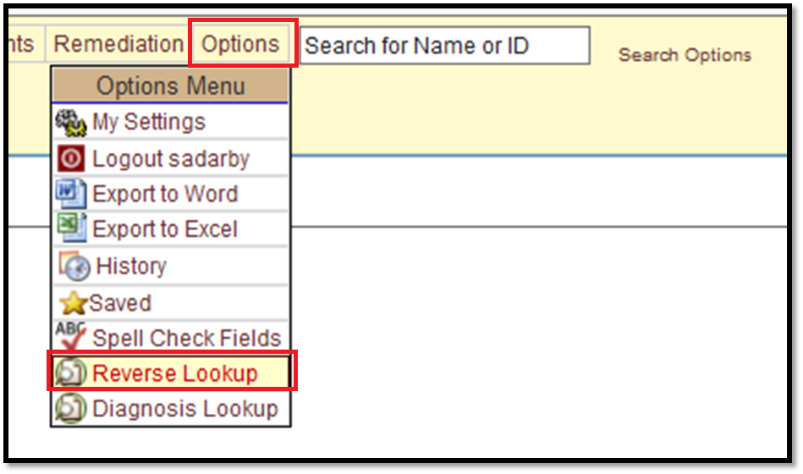 nts Remediation Options Search for Name or ID Search Options
Options Menu
My Settings
Logout sadarby
Export to Word
Export to Excel
History
Saved
ABC Spell Check Fields
Reverse Lookup
Diagnosis Lookup